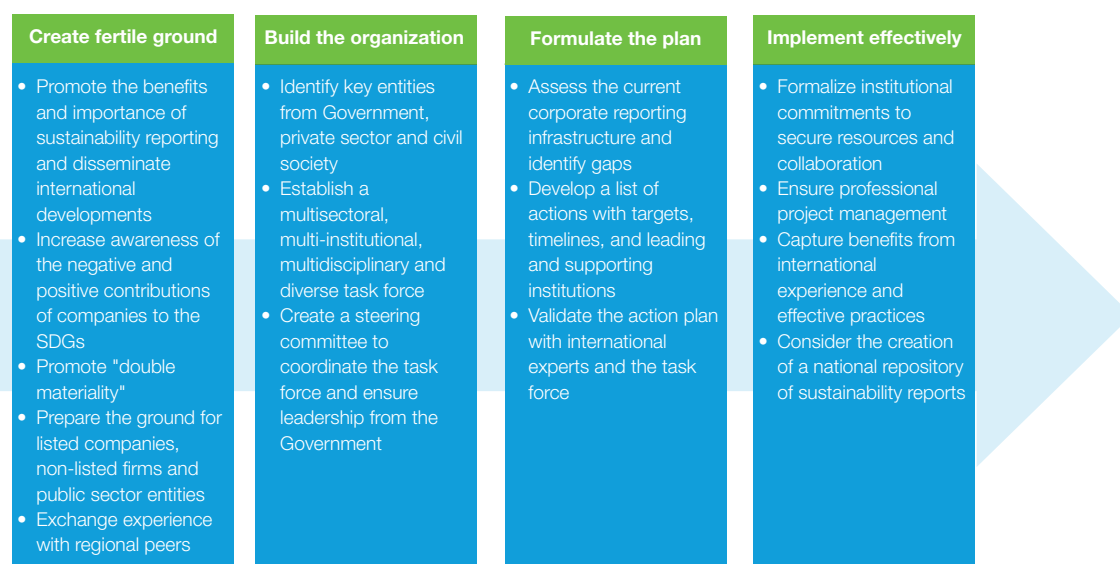 Create fertile ground
• Promote the benefits
and importance of
sustainability reporting
and disseminate
international
developments
• Increase awareness of
the negative and
positive contributions
of companies to the
SDGs
• Promote "double
materiality"
• Prepare the ground for
listed companies,
non-listed firms and
public sector entities
• Exchange experience
with regional peers
Build the organization
• Identify key entities
from Government,
private sector and civil
society
• Establish a
multisectoral,
multi-institutional,
multidisciplinary and
diverse task force
• Create a steering
committee to
coordinate the task
force and ensure
leadership from the
Government
Formulate the plan
• Assess the current
corporate reporting
infrastructure and
identify gaps
• Develop a list of
actions with targets,
timelines, and leading
and supporting
institutions
• Validate the action plan
with international
experts and the task
force
Implement effectively
• Formalize institutional
commitments to
secure resources and
collaboration
• Ensure professional
project management
• Capture benefits from
international
experience and
effective practices
• Consider the creation
of a national repository
of sustainability reports